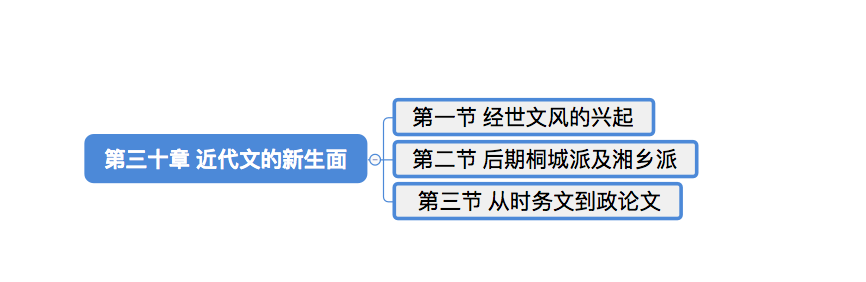 第三十章 近代文的新生面
第一节 经世文风的兴起
第二节 后期桐城派及湘乡派
第三节 从时务文到政论文